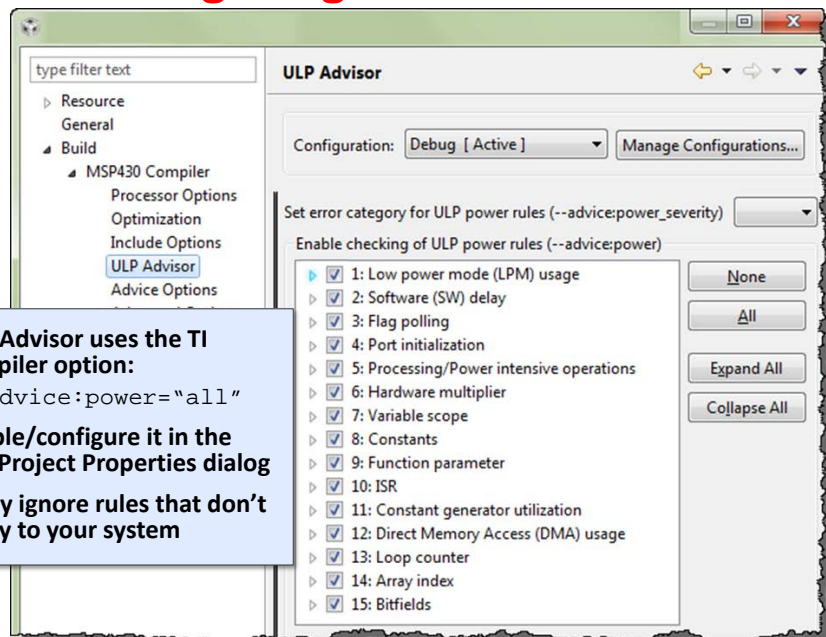 type filter text
Resource
General
Build
MSP430 Compiler
Processor Options
Optimization
Include Options
ULP Advisor
Advice Options
ULP Advisor
Configuration: Debug [ Active ] Manage Configurations...
Set error category for ULP power rules (--advice:power_severity)
Enable checking of ULP power rules (--advice:power)
1: Low power mode (LPM) usage
2: Software (SW) delay
3: Flag polling
4: Port initialization
5: Processing/Power intensive operations
6: Hardware multiplier
7: Variable scope
8: Constants
9: Function parameter
10: ISR
11: Constant generator utilization
12: Direct Memory Access (DMA) usage
13: Loop counter
14: Array index
15: Bitfields
None
All
Expand All
Collapse All
Advisor uses the TI
piler option:
dvice:power=“all”
ble/configure it in the
Project Properties dialog
y ignore rules that don’t
y to your system